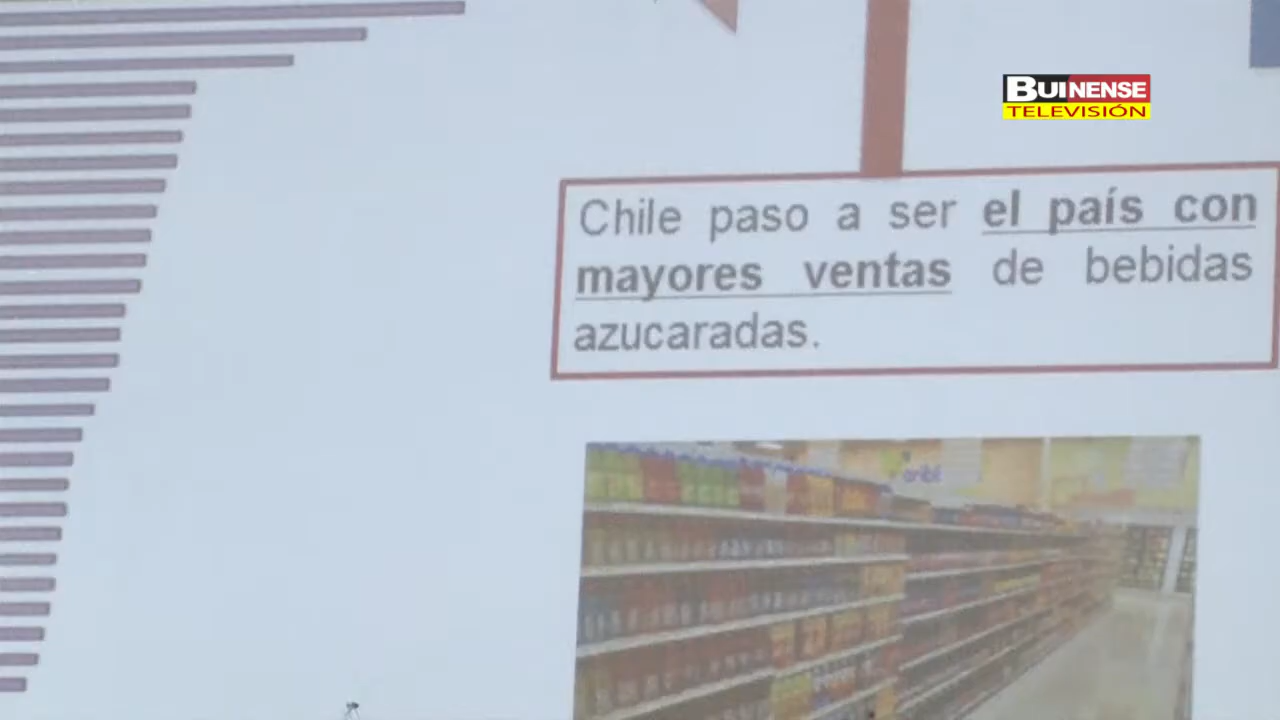 BUINENSE
TELEVISIÓN
Chile paso a ser el país con
mayores ventas de bebidas
azucaradas.